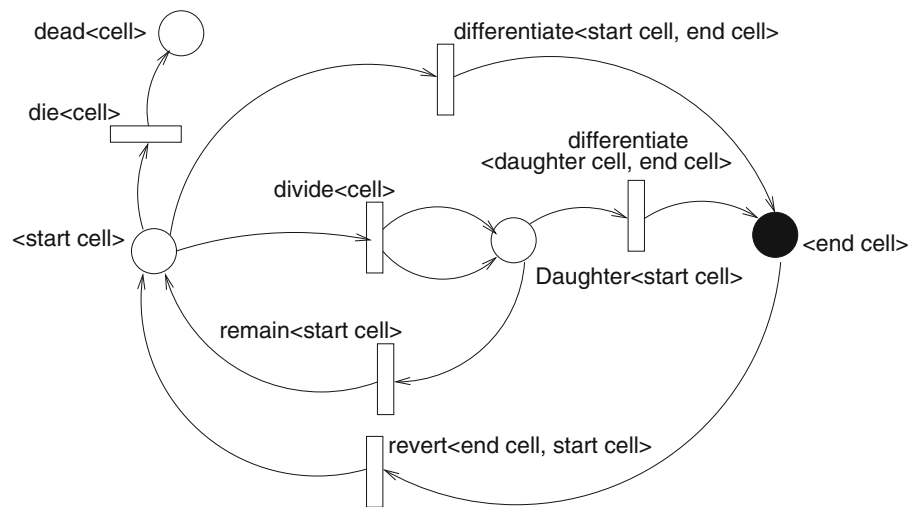 dead<cell>
differentiate<start cell, end cell>
die<cell>
differentiate
<daughter cell, end cell>
divide<cell>
<start cell>
<end cell>
Daughter<start cell>
remain<start cell>
revert<end cell, start cell>